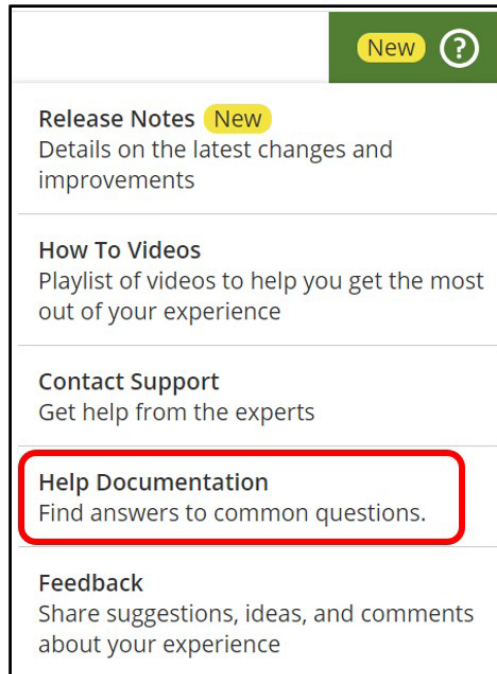 New ?
Release Notes New
Details on the latest changes and
improvements
How To Videos
Playlist of videos to help you get the most
out of your experience
Contact Support
Get help from the experts
Help Documentation
Find answers to common questions.
Feedback
Share suggestions, ideas, and comments
about your experience